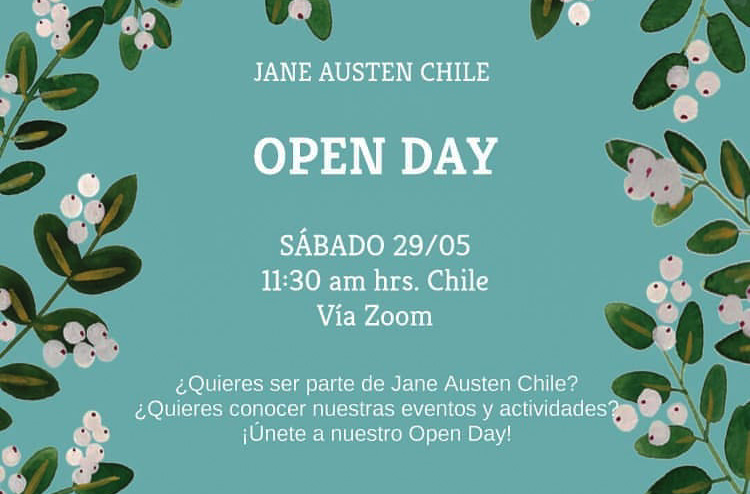 JANE AUSTEN CHILE
OPEN DAY
SÁBADO 29/05
11:30 am hrs. Chile
Vía Zoom
¿Quieres ser parte de Jane Austen Chile?
¿Quieres conocer nuestras eventos y actividades?
¡Únete a nuestro Open Day!